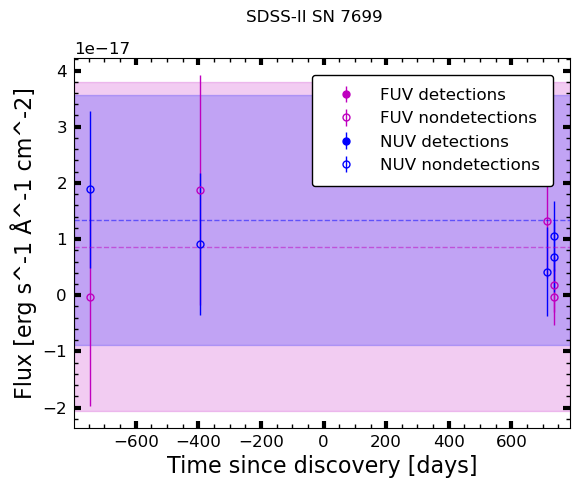 SDSS-II SN 7699
1e−17
Flux [erg s^-1 Å^-1 cm^-2]
4
3
2
1
0
−1
−2
FUV detections
FUV nondetections
NUV detections
NUV nondetections
−600 −400 −200 0 200 400 600
Time since discovery [days]